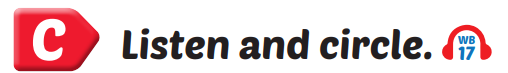 C Listen and circle. WB 17